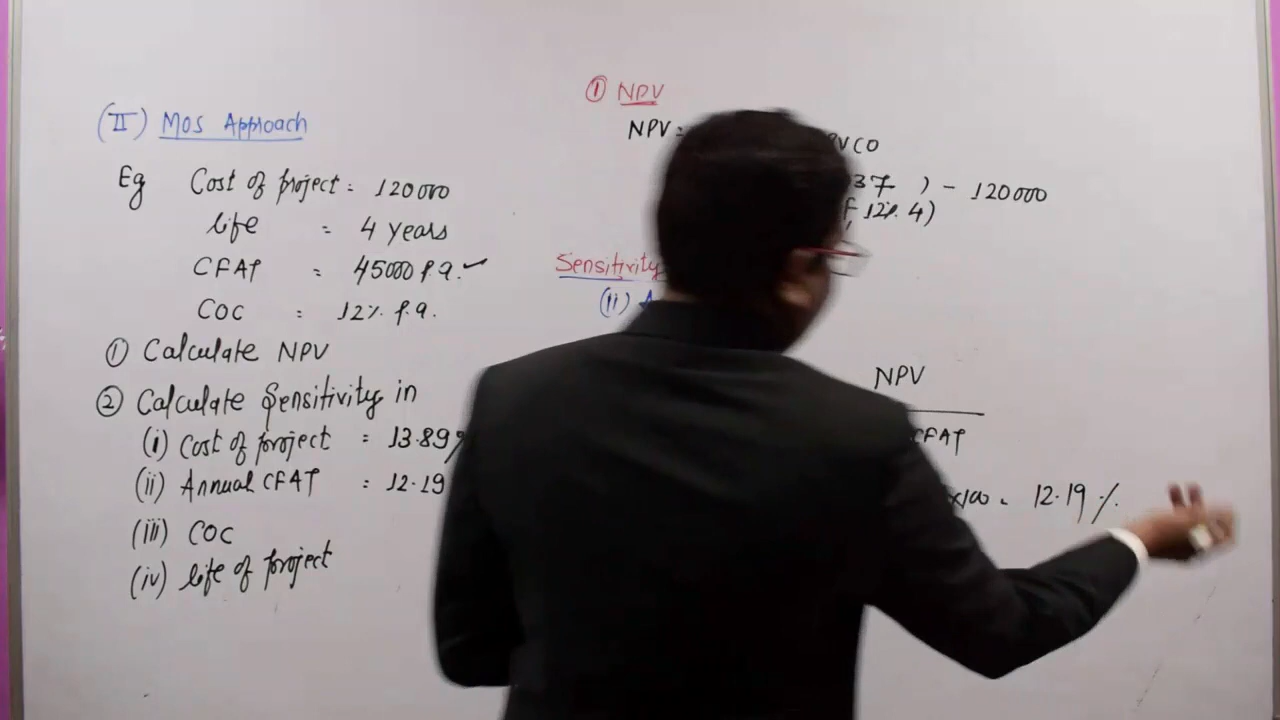 (II) MOS Approach
Eg Cost of project = 120000
life = 4 years
CFAT = 45000 p.a. ✓
COC = 12% p.a.
① Calculate NPV
② Calculate Sensitivity in
(i) Cost of project = 13.89%
(ii) Annual CFAT = 12.19
(iii) COC
(iv) life of project
① NPV
NPV =
PVCO
37 ) - 120000
12%. 4)
Sensitivity
(ii) A
NPV
CFAT
x100 = 12.19 %